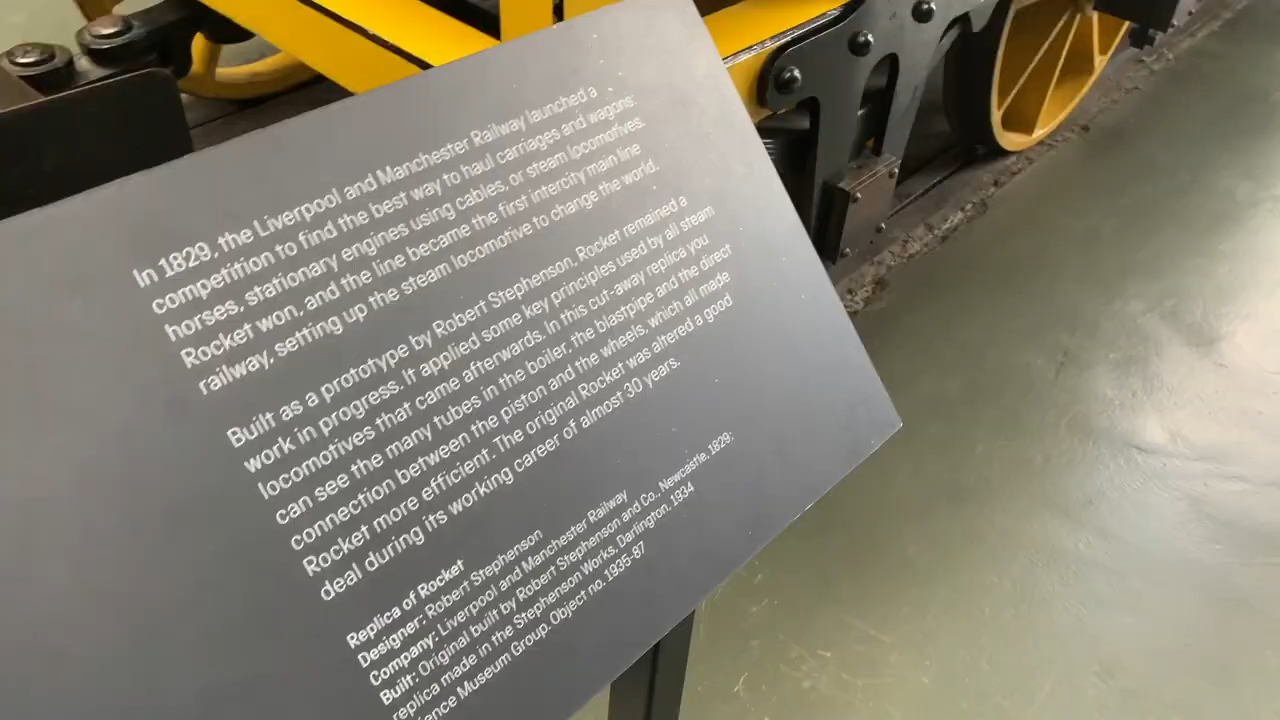 In 1829, the Liverpool and Manchester Railway launched a
competition to find the best way to haul carriages and wagons:
horses, stationary engines using cables, or steam locomotives.
Rocket won, and the line became the first intercity main line
railway, setting up the steam locomotive to change the world.
Built as a prototype by Robert Stephenson, Rocket remained a
work in progress. It applied some key principles used by all steam
locomotives that came afterwards. In this cut-away replica you
can see the many tubes in the boiler, the blastpipe and the direct
connection between the piston and the wheels, which all made
Rocket more efficient. The original Rocket was altered a good
deal during its working career of almost 30 years.
Replica of Rocket
Designer: Robert Stephenson
Company: Liverpool and Manchester Railway
Built: Original built by Robert Stephenson and Co., Newcastle, 1829;
replica made in the Stephenson Works, Darlington, 1934
Museum Group. Object no. 1935-87